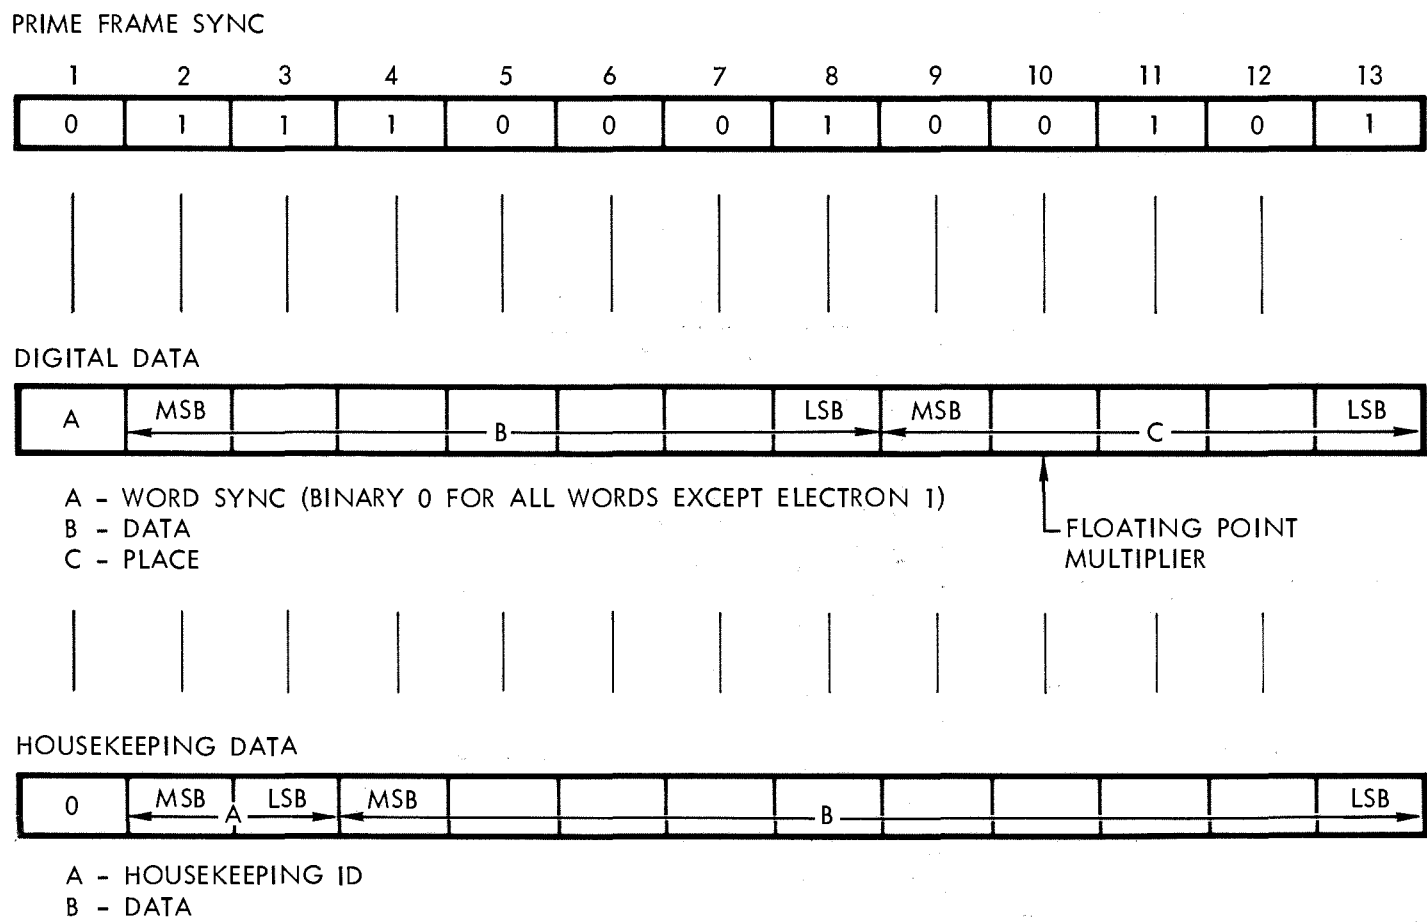 PRIME FRAME SYNC
1 2 3 4 5 6 7 8 9 10 11 12 13
0 1 1 1 0 0 0 1 0 0 1 0 1
DIGITAL DATA
A MSB LSB MSB LSB
B C
A - WORD SYNC (BINARY 0 FOR ALL WORDS EXCEPT ELECTRON 1)
B - DATA
C - PLACE
FLOATING POINT
MULTIPLIER
HOUSEKEEPING DATA
0 MSB LSB MSB LSB
A B
A - HOUSEKEEPING ID
B - DATA